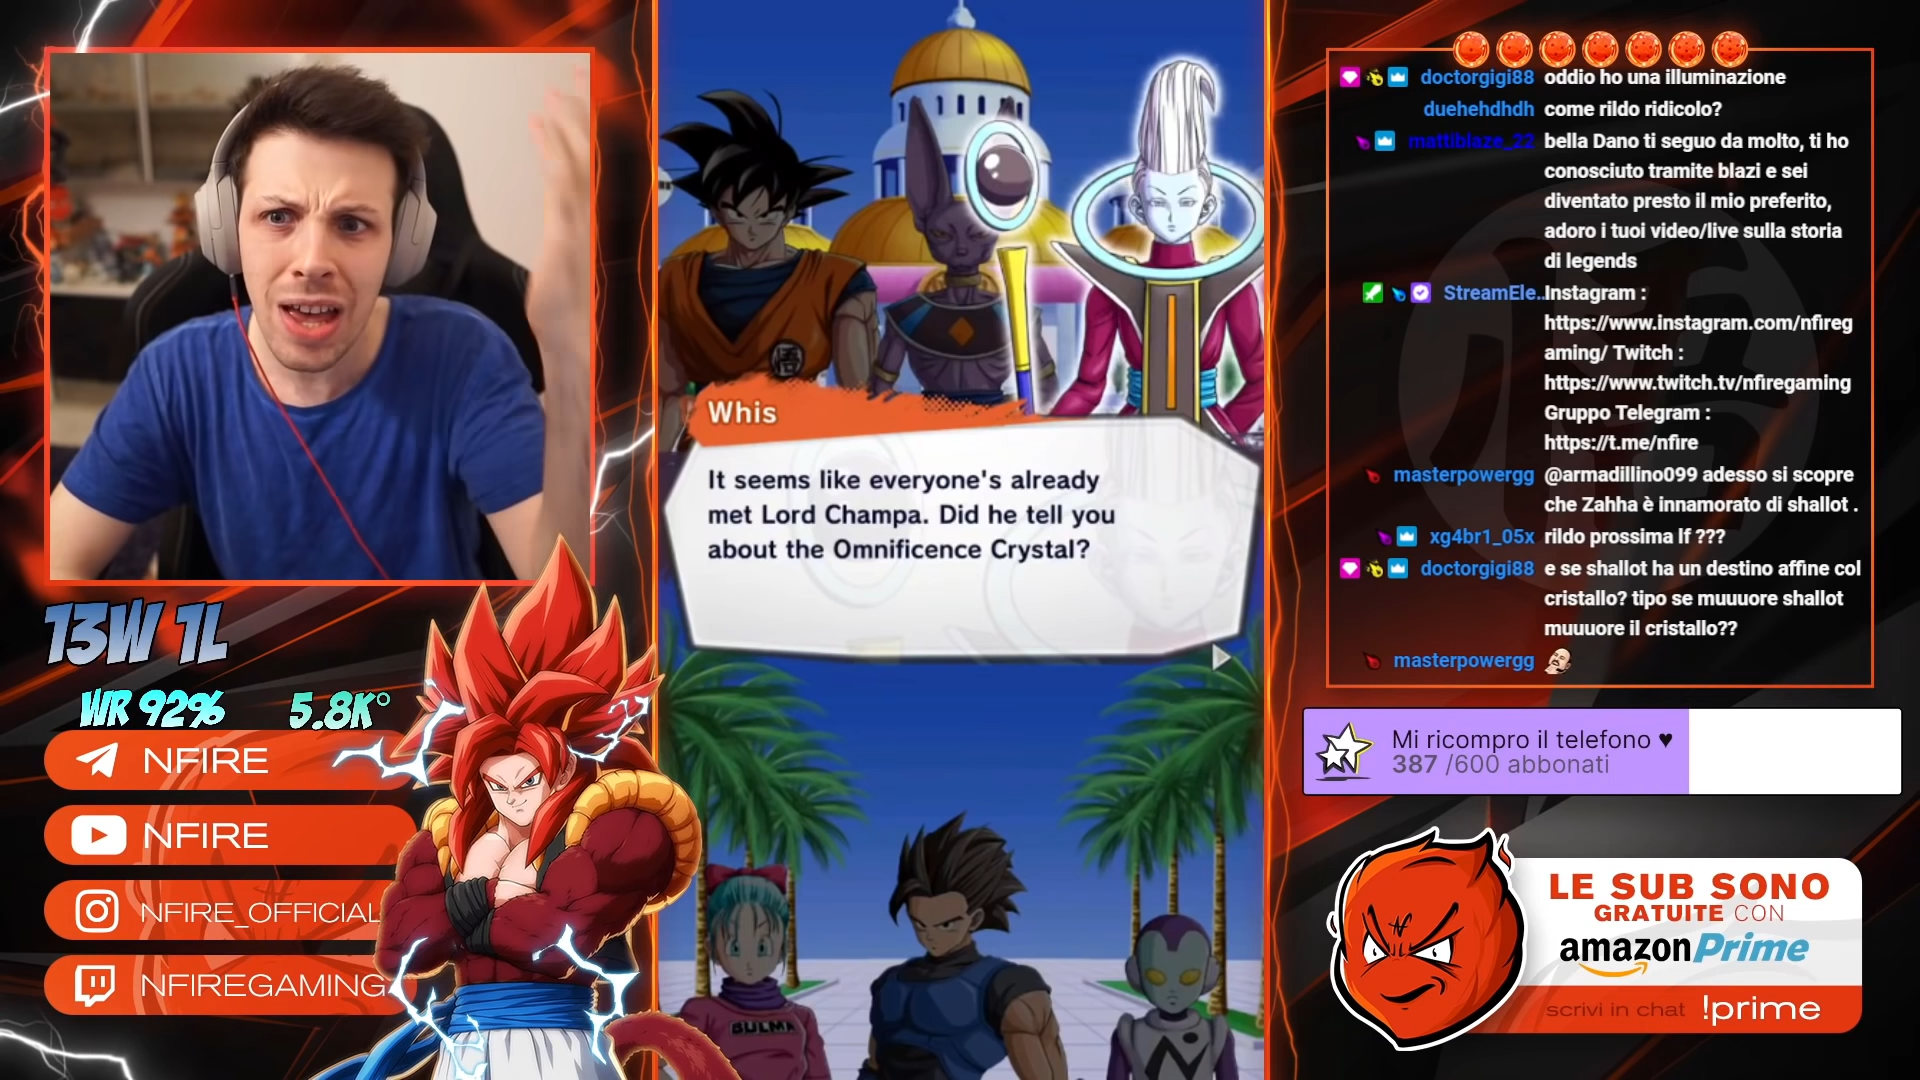 13W 1L
WR 92%
5.8K°
NFIRE
NFIRE
NFIRE_OFFICIAL
NFIREGAMING
Whis
It seems like everyone's already
met Lord Champa. Did he tell you
about the Omnificence Crystal?
悟
BULMA
doctorgigi88 oddio ho una illuminazione
duehehdhdh come rildo ridicolo?
mattiblaze_22 bella Dano ti seguo da molto, ti ho
conosciuto tramite blazi e sei
diventato presto il mio preferito,
adoro i tuoi video/live sulla storia
di legends
StreamEle.. Instagram :
https://www.instagram.com/nfireg
aming/ Twitch :
https://www.twitch.tv/nfiregaming
Gruppo Telegram :
https://t.me/nfire
masterpowergg @armadillino099 adesso si scopre
che Zahha è innamorato di shallot .
xg4br1_05x rildo prossima lf ???
doctorgigi88 e se shallot ha un destino affine col
cristallo? tipo se muuuore shallot
muuuore il cristallo??
masterpowergg
Mi ricompro il telefono ♥
387 /600 abbonati
LE SUB SONO
GRATUITE CON
amazonPrime
scrivi in chat !prime